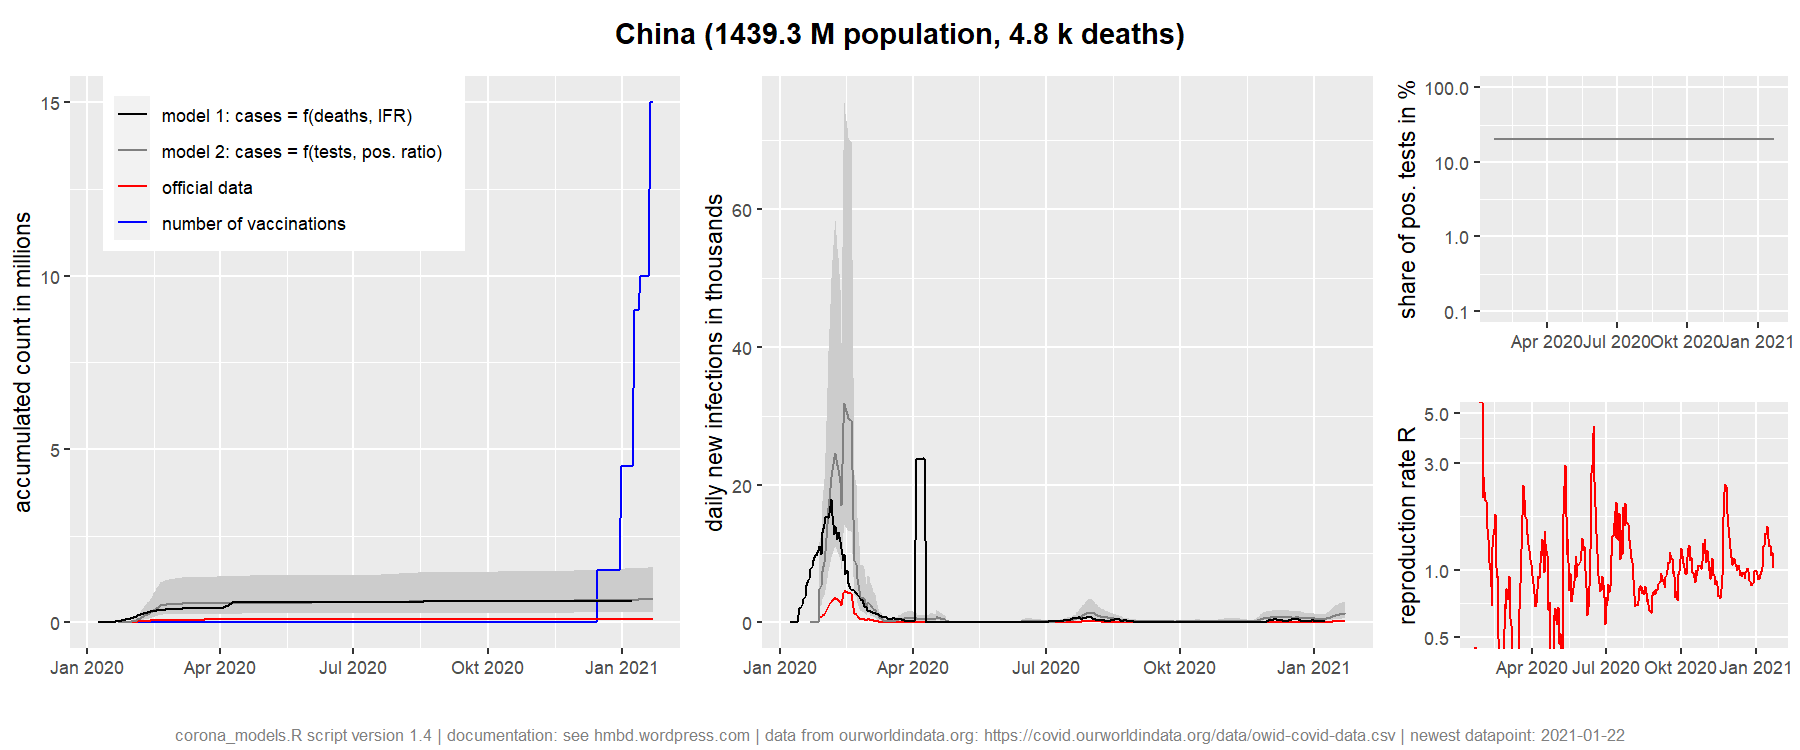 China (1439.3 M population, 4.8 k deaths)
accumulated count in millions
15
10
5
0
Jan 2020
Apr 2020
Jul 2020
Okt 2020
Jan 2021
model 1: cases = f(deaths, IFR)
model 2: cases = f(tests, pos. ratio)
official data
number of vaccinations
daily new infections in thousands
60
40
20
0
Jan 2020
Apr 2020
Jul 2020
Okt 2020
Jan 2021
share of pos. tests in %
100.0
10.0
1.0
0.1
Apr 2020
Jul 2020
Okt 2020
Jan 2021
reproduction rate R
5.0
3.0
1.0
0.5
Apr 2020
Jul 2020
Okt 2020
Jan 2021
corona_models.R script version 1.4 | documentation: see hmbd.wordpress.com | data from ourworldindata.org: https://covid.ourworldindata.org/data/owid-covid-data.csv | newest datapoint: 2021-01-22